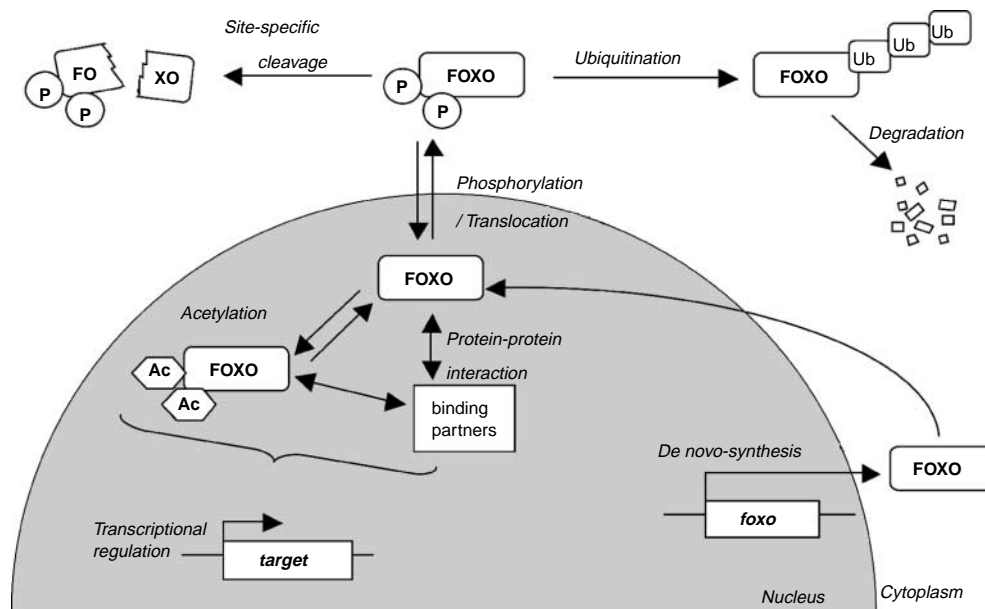 Site-specific
cleavage
FO
XO
P
P
FOXO
P
P
Ubiquitination
FOXO
Ub
Ub
Ub
Degradation
Phosphorylation
/ Translocation
FOXO
Acetylation
Protein-protein
interaction
Ac
FOXO
Ac
binding
partners
De novo-synthesis
FOXO
foxo
Transcriptional
regulation
target
Nucleus
Cytoplasm